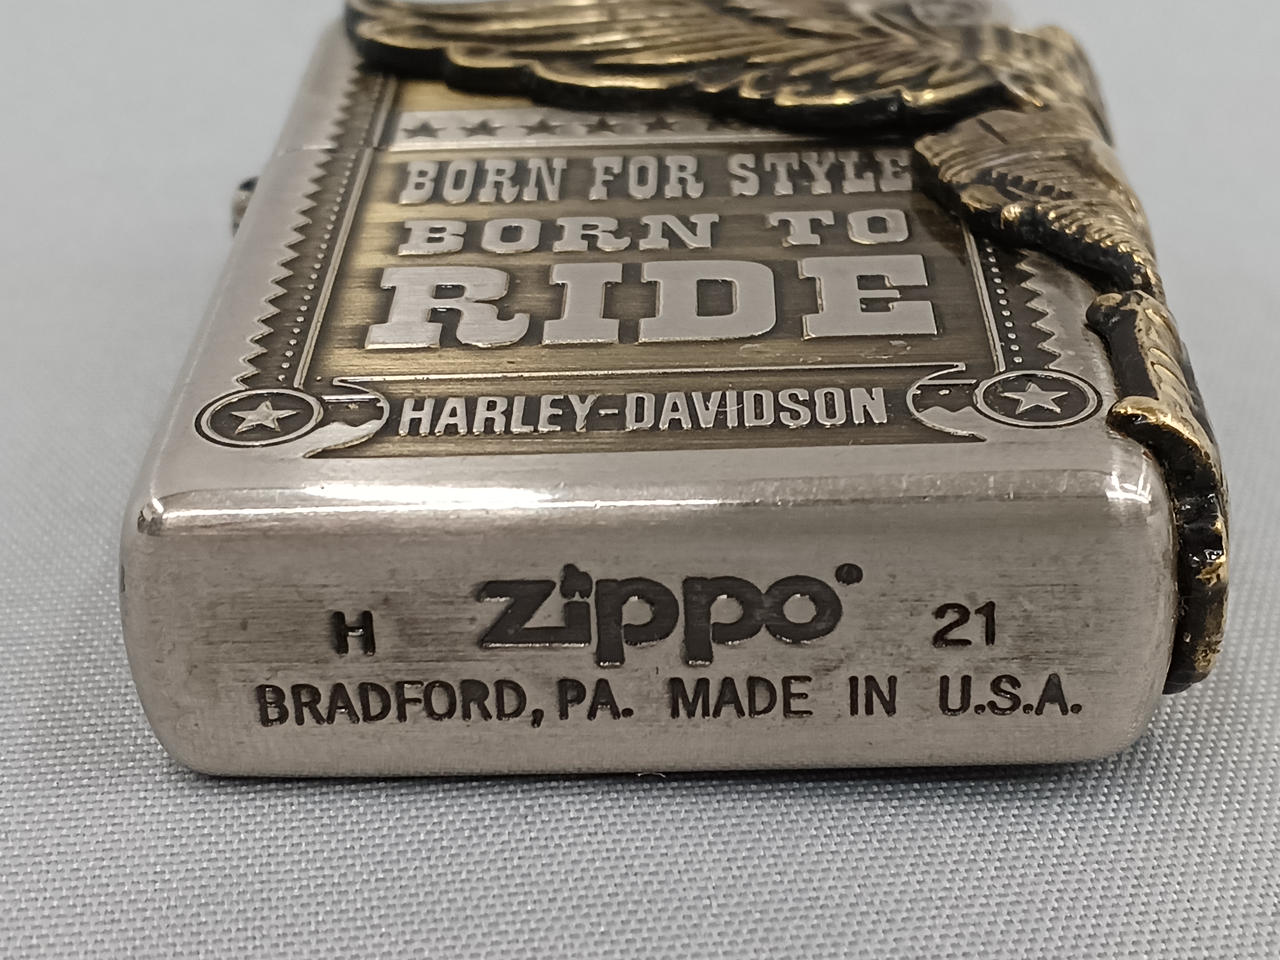 BORN FOR STYLE
BORN TO
RIDE
HARLEY-DAVIDSON
H zippo 21
BRADFORD, PA. MADE IN U.S.A.